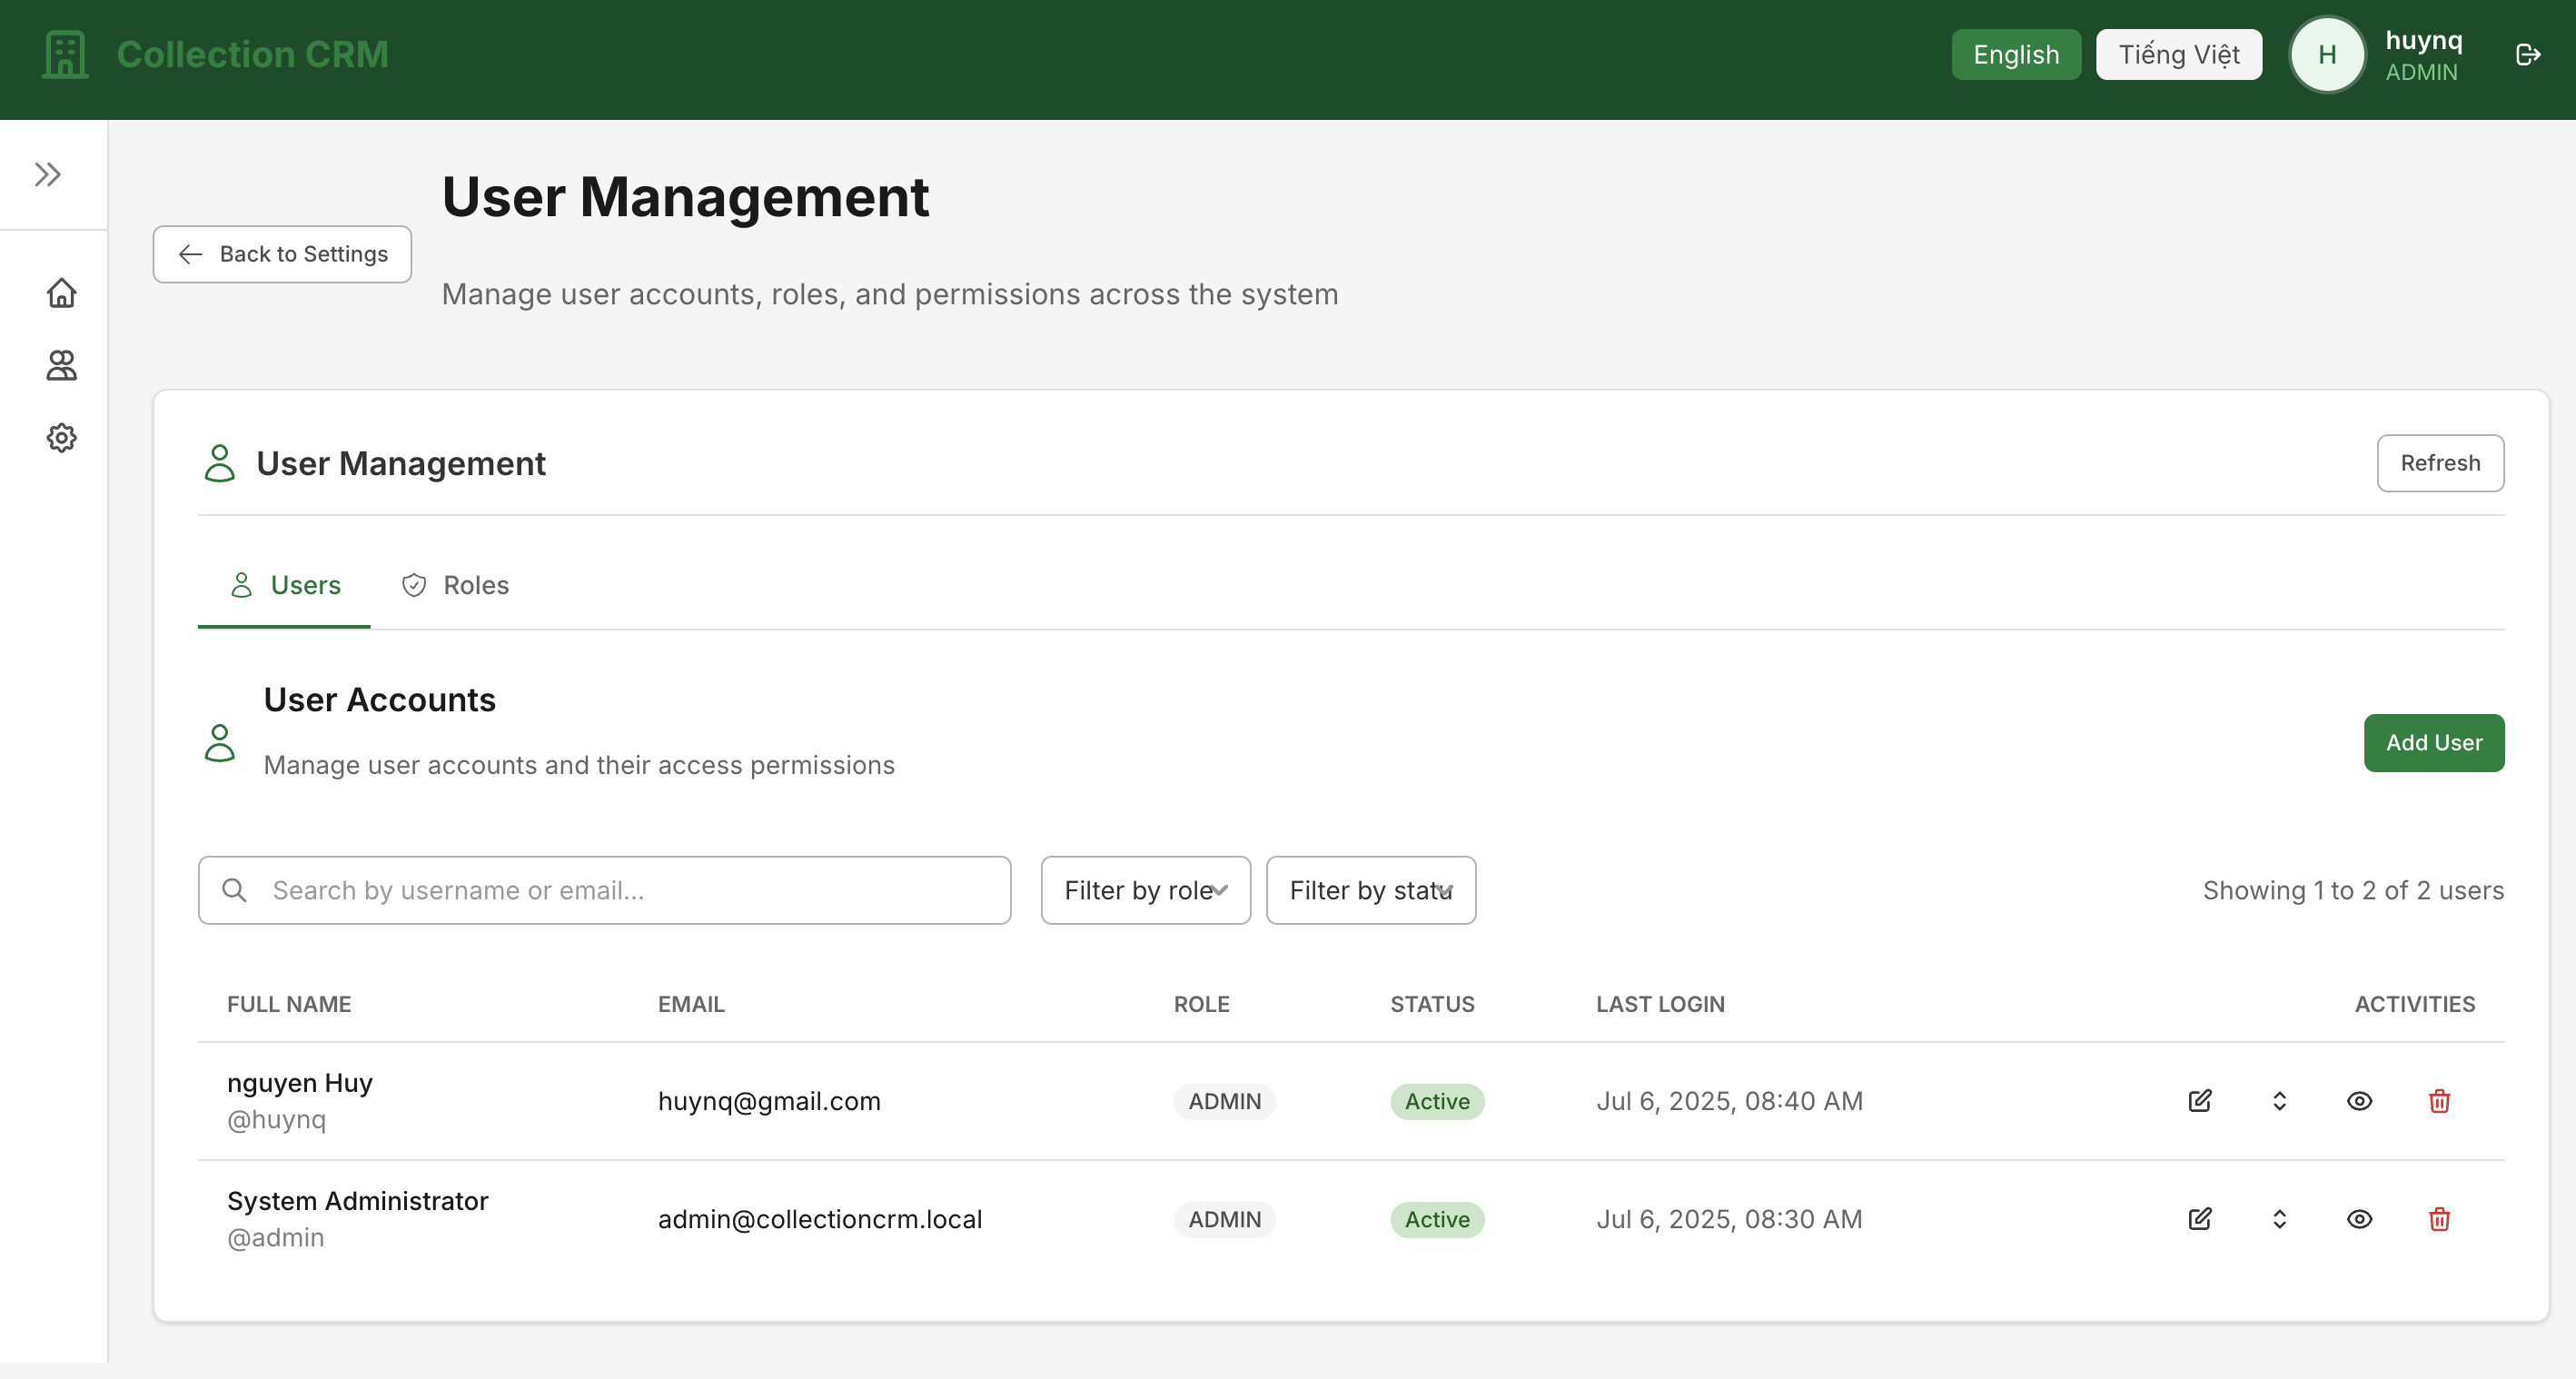 Collection CRM
English
Tiếng Việt
H
huynq
ADMIN
User Management
Back to Settings
Manage user accounts, roles, and permissions across the system
User Management
Refresh
Users
Roles
User Accounts
Manage user accounts and their access permissions
Add User
Search by username or email...
Filter by role
Filter by statu
Showing 1 to 2 of 2 users
FULL NAME EMAIL ROLE STATUS LAST LOGIN ACTIVITIES
nguyen Huy
@huynq
huynq@gmail.com ADMIN Active Jul 6, 2025, 08:40 AM
System Administrator
@admin
admin@collectioncrm.local ADMIN Active Jul 6, 2025, 08:30 AM